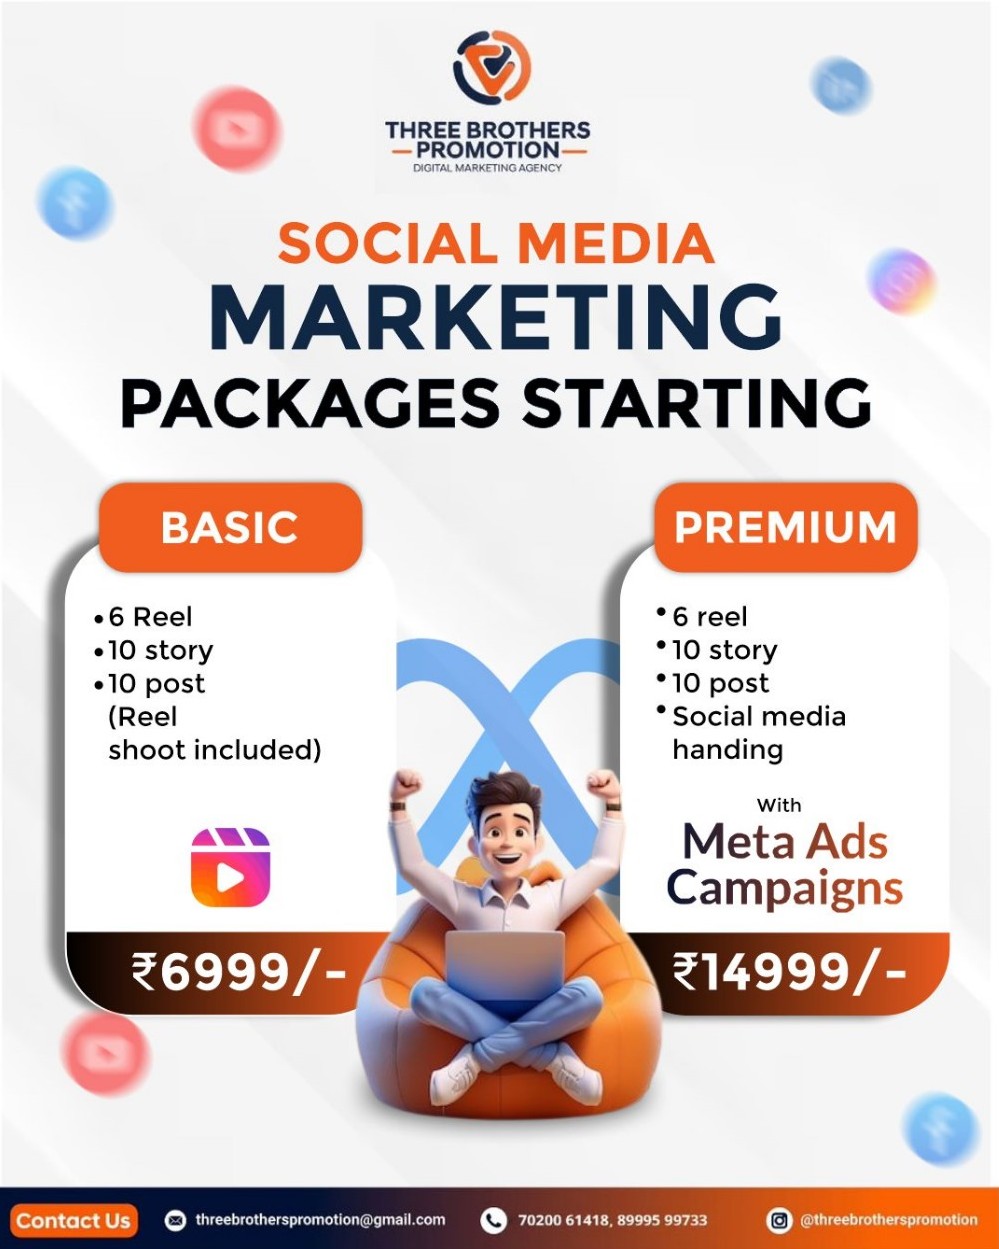 THREE BROTHERS
PROMOTION
DIGITAL MARKETING AGENCY
SOCIAL MEDIA
MARKETING
PACKAGES STARTING
BASIC
• 6 Reel
• 10 story
• 10 post
(Reel
shoot included)
₹6999/-
PREMIUM
• 6 reel
• 10 story
• 10 post
• Social media
handing
With
Meta Ads
Campaigns
₹14999/-
Contact Us
threebrotherspromotion@gmail.com
70200 61418, 89995 99733
@threebrotherspromotion